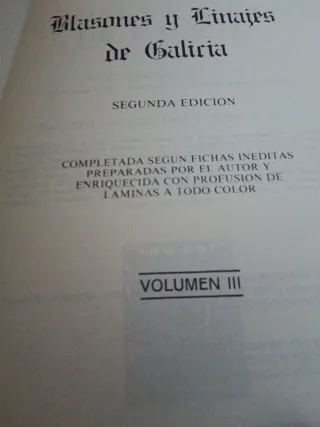 Blasones y Linajes
de Galicia
SEGUNDA EDICION
COMPLETADA SEGUN FICHAS INEDITAS
PREPARADAS POR EL AUTOR Y
ENRIQUECIDA CON PROFUSION DE
LAMINAS A TODO COLOR
VOLUMEN III